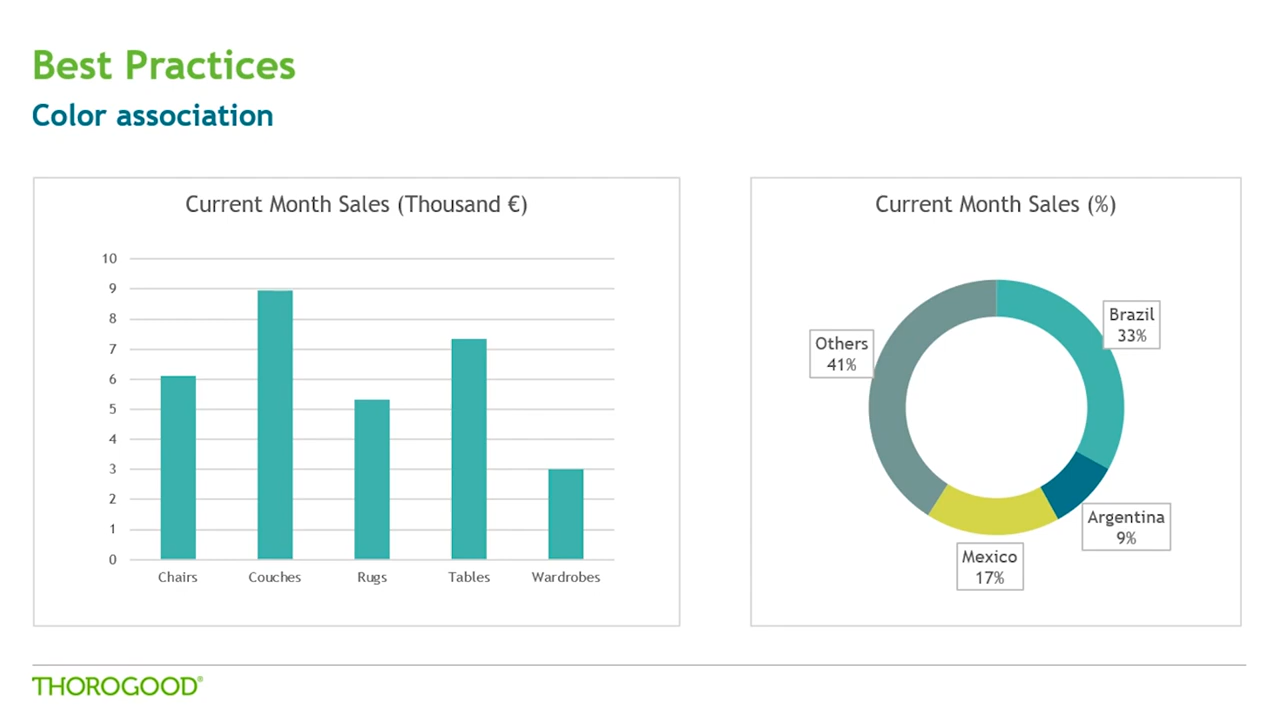 Best Practices
Color association
Current Month Sales (Thousand €)
10
9
8
7
6
5
4
3
2
1
0
Chairs Couches Rugs Tables Wardrobes
Current Month Sales (%)
Brazil
33%
Others
41%
Argentina
9%
Mexico
17%
THOROGOOD®